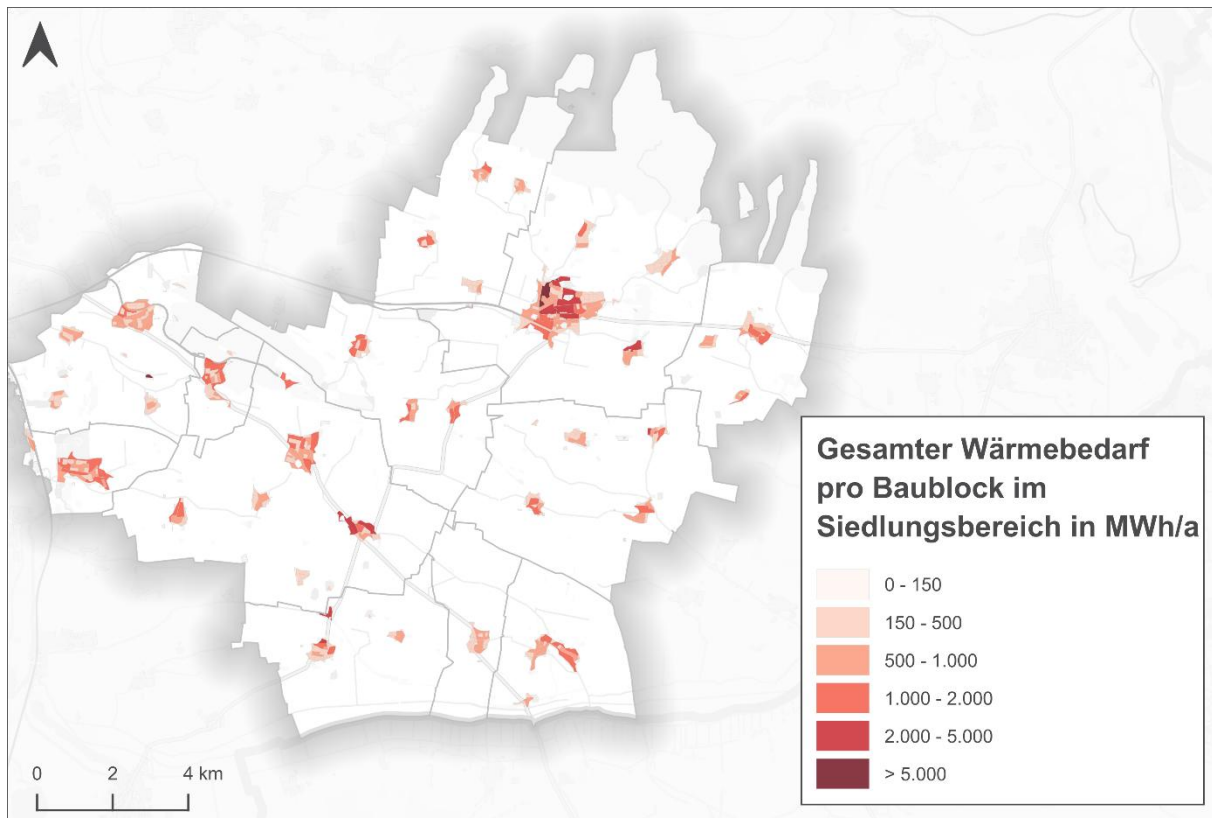 Gesamter Wärmebedarf
pro Baublock im
Siedlungsbereich in MWh/a
0 - 150
150 - 500
500 - 1.000
1.000 - 2.000
2.000 - 5.000
> 5.000
0 2 4 km